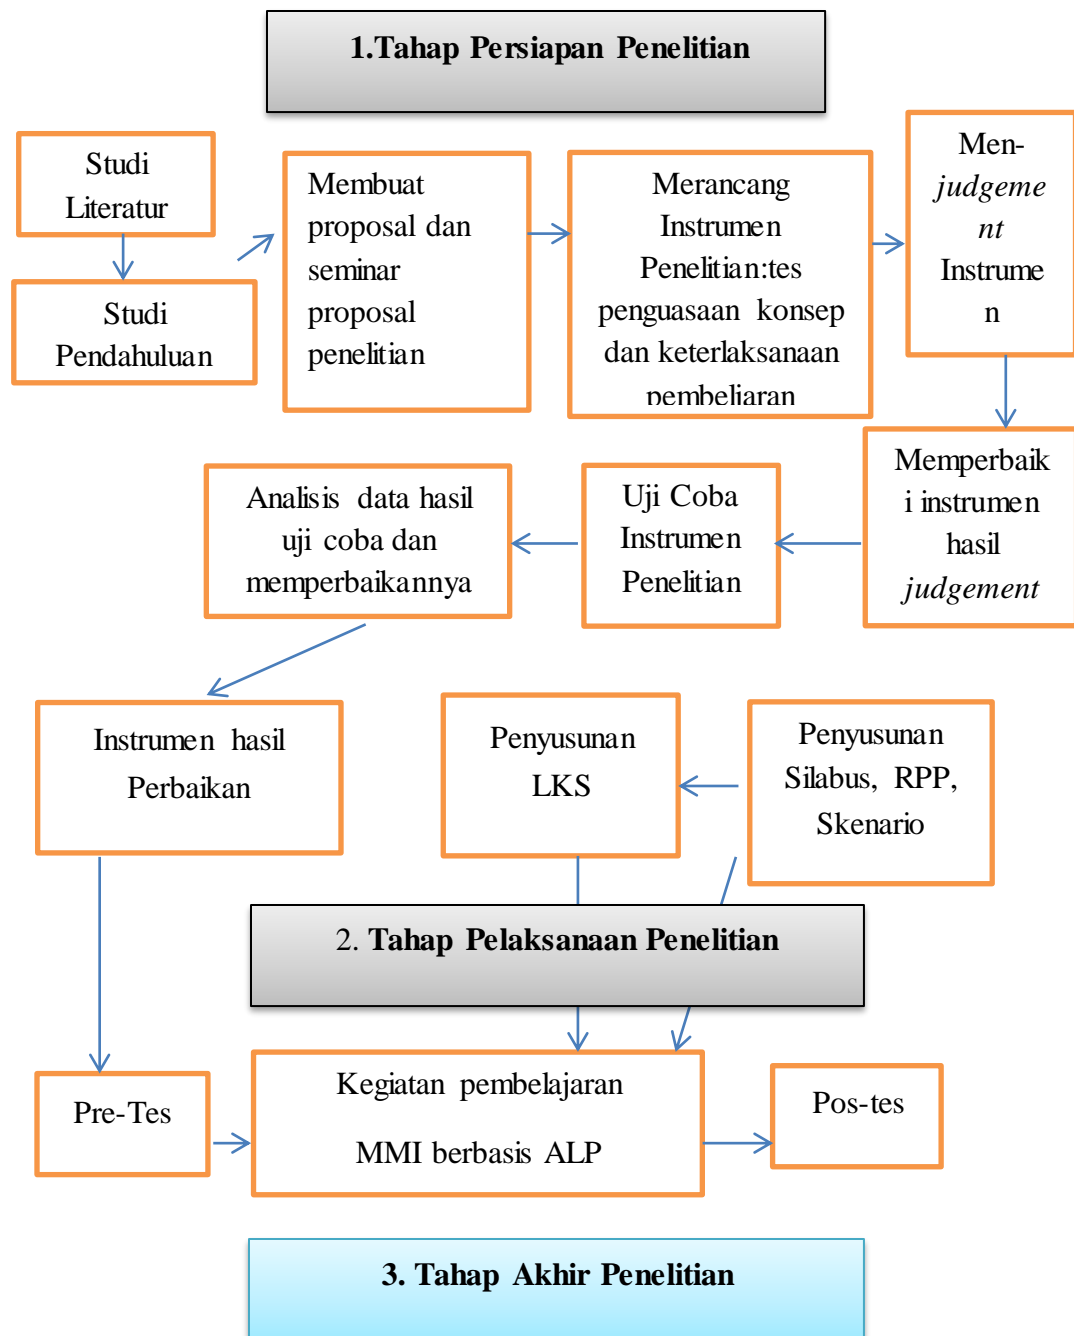 1.Tahap Persiapan Penelitian
Studi
Literatur
Studi
Pendahuluan
Membuat
proposal dan
seminar
proposal
penelitian
Merancang
Instrumen
Penelitian:tes
penguasaan konsep
dan keterlaksanaan
pembeljaran
Men-
judgeme
nt
Instrume
n
Memperbaik
i instrumen
hasil
judgement
Uji Coba
Instrumen
Penelitian
Analisis data hasil
uji coba dan
memperbaikannya
Instrumen hasil
Perbaikan
Penyusunan
LKS
Penyusunan
Silabus, RPP,
Skenario
2. Tahap Pelaksanaan Penelitian
Pre-Tes
Kegiatan pembelajaran
MMI berbasis ALP
Pos-tes
3. Tahap Akhir Penelitian